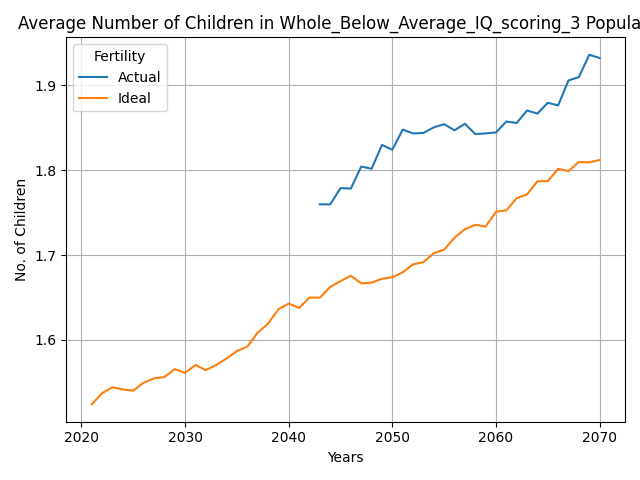 Average Number of Children in Whole_Below_Average_IQ_scoring_3 Popula
Fertility
Actual
Ideal
No. of Children
1.9
1.8
1.7
1.6
2020 2030 2040 2050 2060 2070
Years